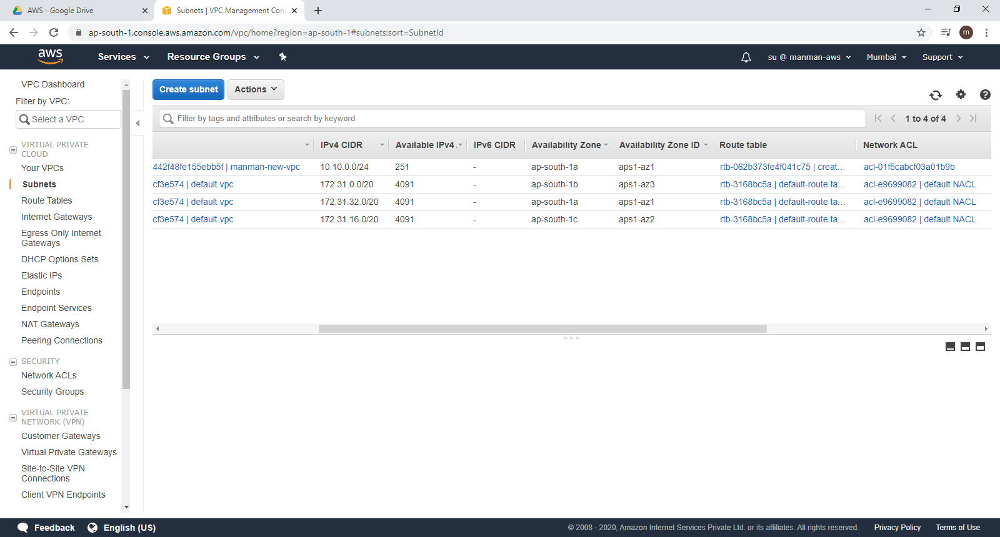 AWS - Google Drive
Subnets | VPC Management Con
ap-south-1.console.aws.amazon.com/vpc/home?region=ap-south-1#subnets:sort=SubnetId
m
aws
Services
Resource Groups
su @ manman-aws
Mumbai
Support
VPC Dashboard
Filter by VPC:
Select a VPC
VIRTUAL PRIVATE
CLOUD
Your VPCs
Subnets
Route Tables
Internet Gateways
Egress Only Internet
Gateways
DHCP Options Sets
Elastic IPs
Endpoints
Endpoint Services
NAT Gateways
Peering Connections
SECURITY
Network ACLs
Security Groups
VIRTUAL PRIVATE
NETWORK (VPN)
Customer Gateways
Virtual Private Gateways
Site-to-Site VPN
Connections
Client VPN Endpoints
Create subnet
Actions
Filter by tags and attributes or search by keyword
1 to 4 of 4
IPv4 CIDR Available IPv4 . IPv6 CIDR Availability Zone Availability Zone ID Route table Network ACL
442f48fe155ebb5f | manman-new-vpc 10.10.0.0/24 251 - ap-south-1a aps1-az1 rtb-062b373fe4f041c75 | creat... acl-01f5cabcf03a01b9b
cf3e574 | default vpc 172.31.0.0/20 4091 - ap-south-1b aps1-az3 rtb-3168bc5a | default-route ta... acl-e9699082 | default NACL
cf3e574 | default vpc 172.31.32.0/20 4091 - ap-south-1a aps1-az1 rtb-3168bc5a | default-route ta... acl-e9699082 | default NACL
cf3e574 | default vpc 172.31.16.0/20 4091 - ap-south-1c aps1-az2 rtb-3168bc5a | default-route ta... acl-e9699082 | default NACL
Feedback
English (US)
© 2008 - 2020, Amazon Internet Services Private Ltd. or its affiliates. All rights reserved.
Privacy Policy
Terms of Use